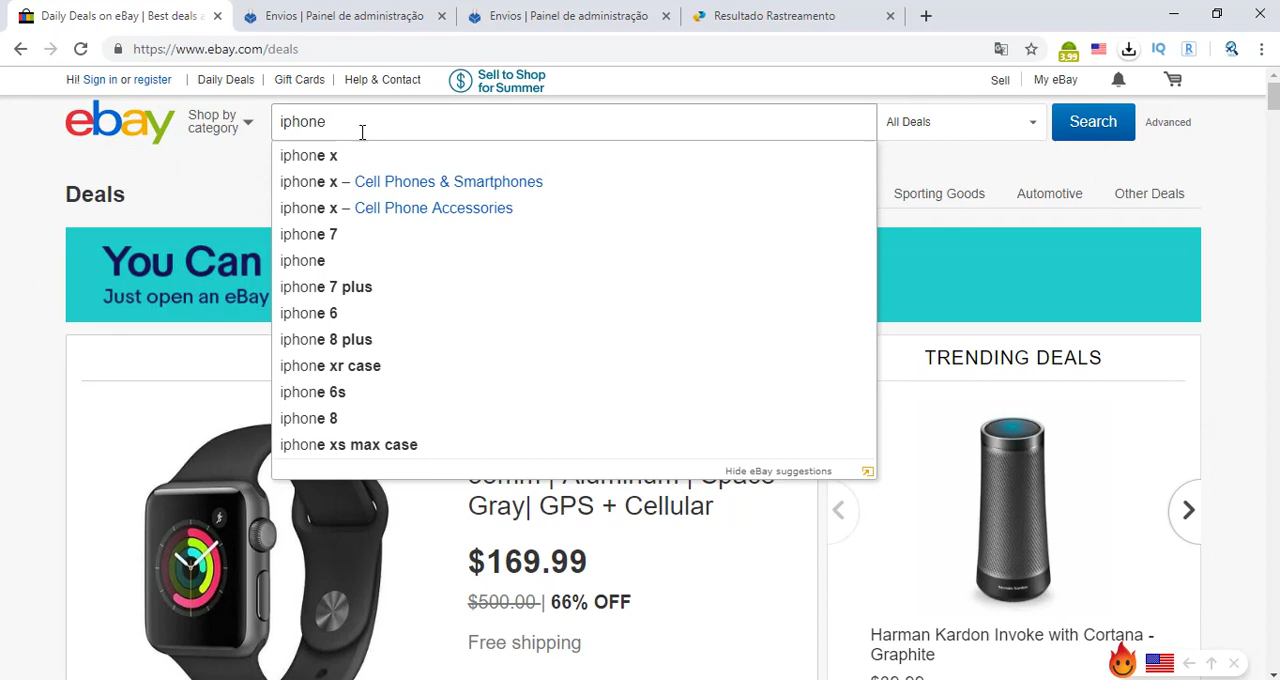 Daily Deals on eBay | Best deals a
Envios | Painel de administração
Envios | Painel de administração
Resultado Rastreamento
https://www.ebay.com/deals
3,99
IQ
R
Hi! Sign in or register
Daily Deals
Gift Cards
Help & Contact
$
Sell to Shop
for Summer
Sell
My eBay
ebay
Shop by
category
iphone
All Deals
Search
Advanced
iphone x
iphone x – Cell Phones & Smartphones
iphone x – Cell Phone Accessories
iphone 7
iphone
iphone 7 plus
iphone 6
iphone 8 plus
iphone xr case
iphone 6s
iphone 8
iphone xs max case
Hide eBay suggestions
Deals
Sporting Goods
Automotive
Other Deals
You Can
Just open an eBay
TRENDING DEALS
Gray| GPS + Cellular
$169.99
$500.00 | 66% OFF
Free shipping
Harman Kardon Invoke with Cortana -
Graphite